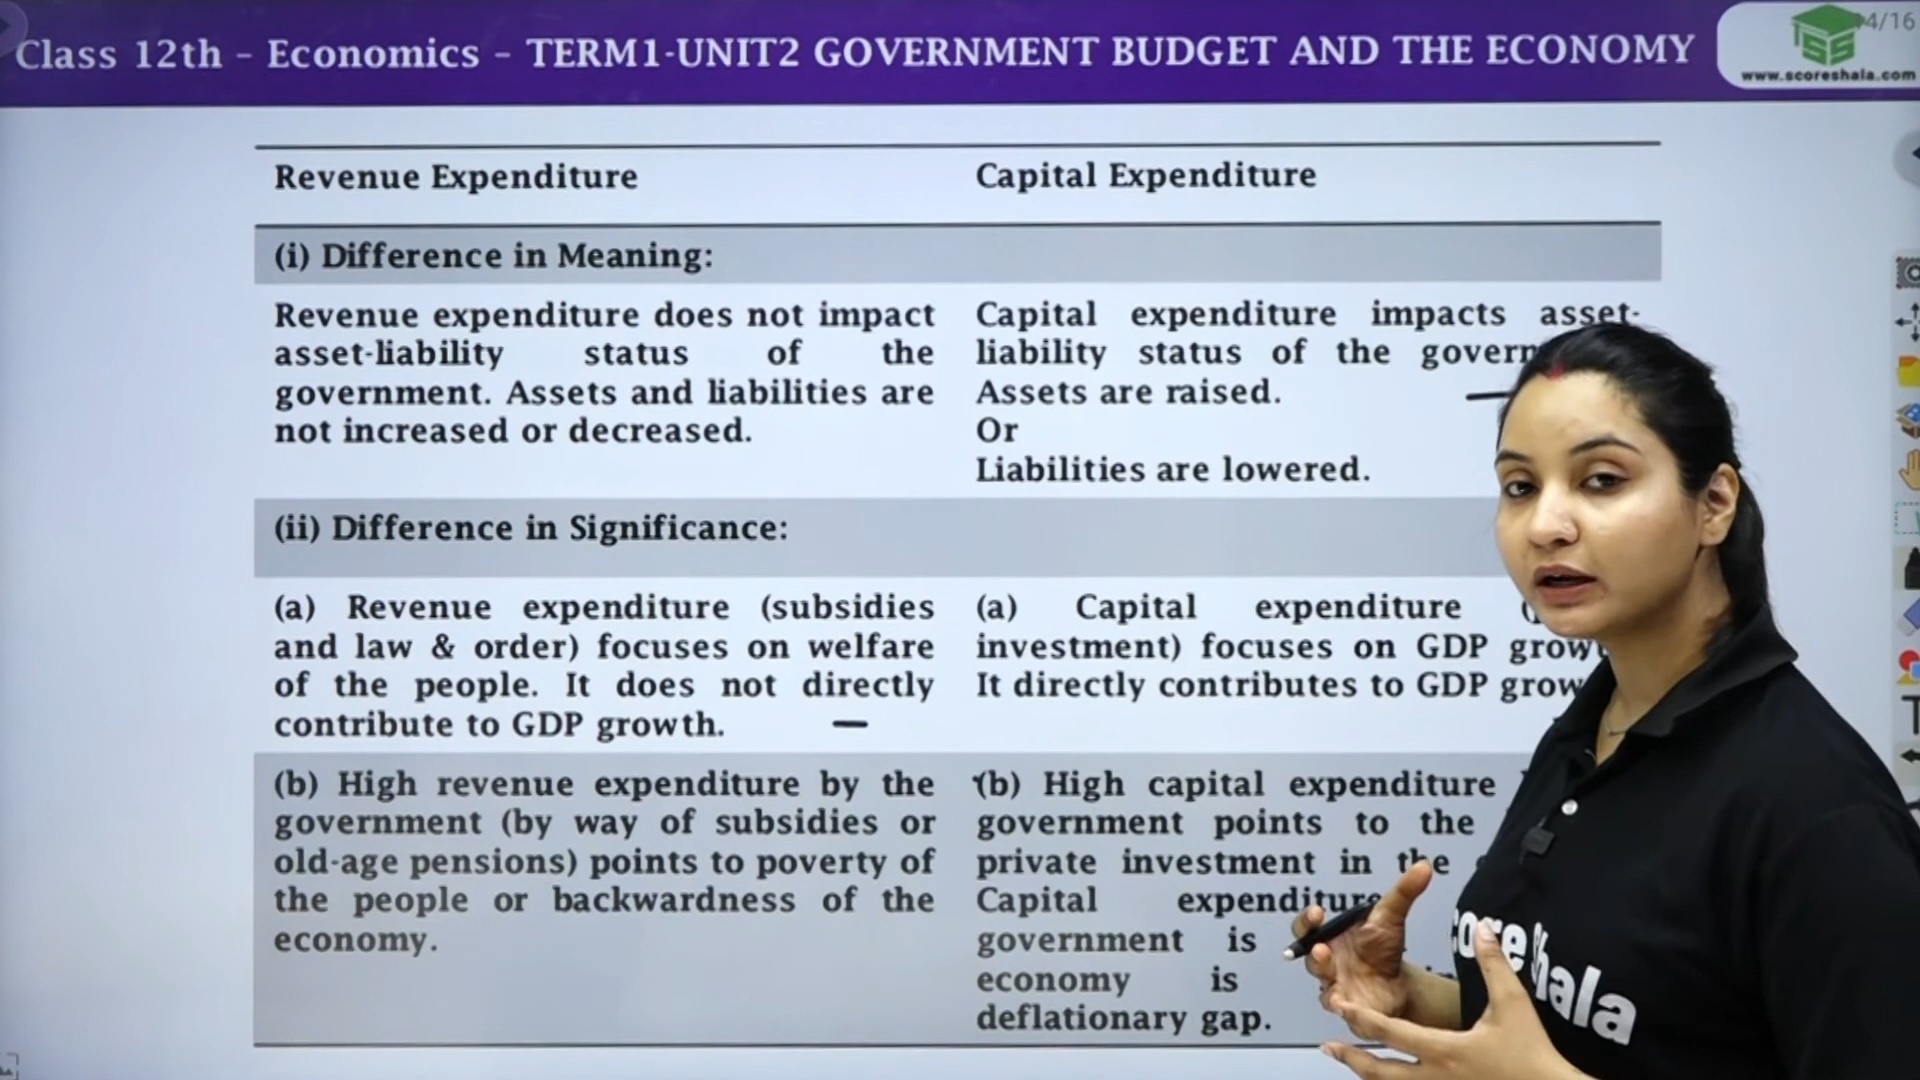 Class 12th - Economics - TERM1-UNIT2 GOVERNMENT BUDGET AND THE ECONOMY
4/16
www.scoreshala.com
Revenue Expenditure
Capital Expenditure
(i) Difference in Meaning:
Revenue expenditure does not impact
asset-liability status of the
government. Assets and liabilities are
not increased or decreased.
Capital expenditure impacts asset-
liability status of the
Assets are raised.
Or
Liabilities are lowered.
(ii) Difference in Significance:
(a) Revenue expenditure (subsidies
and law & order) focuses on welfare
of the people. It does not directly
contribute to GDP growth.
(a) Capital expenditure
investment) focuses on GDP
It directly contributes to GDP
(b) High revenue expenditure by the
government (by way of subsidies or
old-age pensions) points to poverty of
the people or backwardness of the
economy.
(b) High capital expenditure
government points to the
private investment in the
Capital
government is
economy is
deflationary gap.